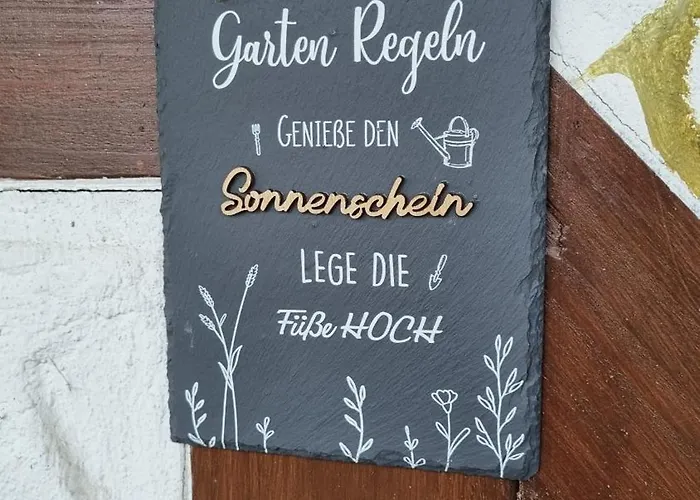 Garten Regeln
GENIEẞE DEN
Sonnenschein
LEGE DIE
Füße HOCH